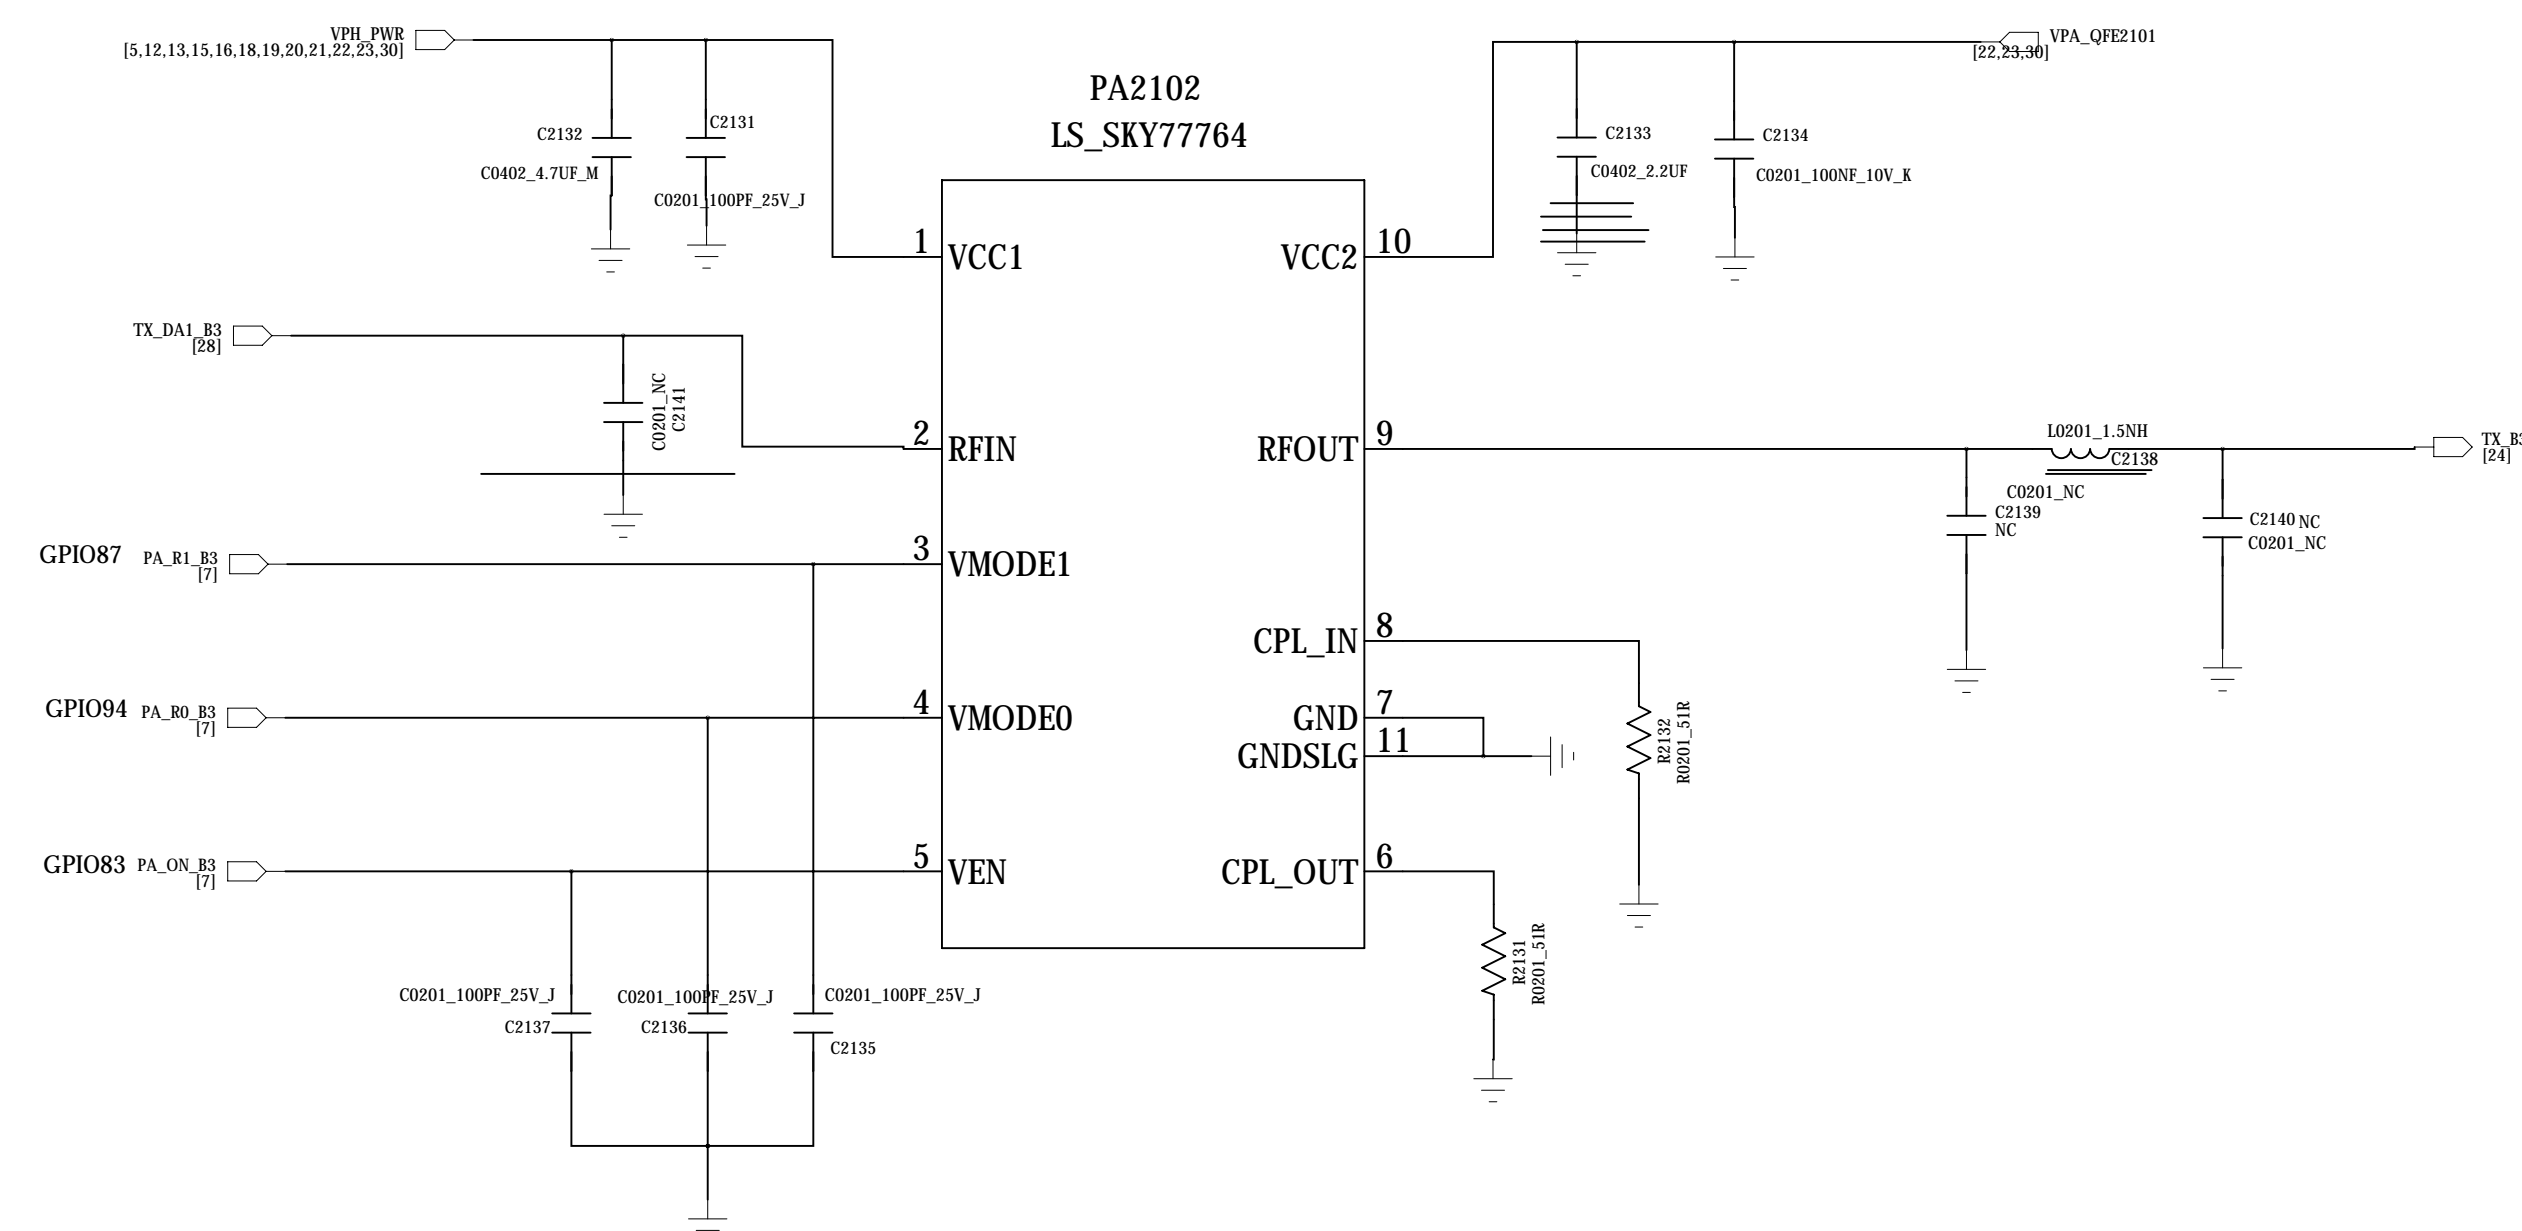 VPH_PWR
[5,12,13,15,16,18,19,20,21,22,23,30]
VPA_QFE2101
[22,23,30]
PA2102
LS_SKY77764
C2132
C0402_4.7UF_M
C2131
C0201_100PF_25V_J
C2133
C0402_2.2UF
C2134
C0201_100NF_10V_K
1 VCC1
VCC2 10
TX_DA1_B3
[28]
C0201_NC
C2141
2 RFIN
RFOUT 9
L0201_1.5NH
C2138
TX_B3
[24]
C0201_NC
C2139
NC
C2140 NC
C0201_NC
GPIO87 PA_R1_B3
[7]
3 VMODE1
CPL_IN 8
GPIO94 PA_R0_B3
[7]
4 VMODE0
GND 7
GNDSLG 11
R2132
R0201_51R
GPIO83 PA_ON_B3
[7]
5 VEN
CPL_OUT 6
R2131
R0201_51R
C0201_100PF_25V_J
C2137
C0201_100PF_25V_J
C2136
C0201_100PF_25V_J
C2135